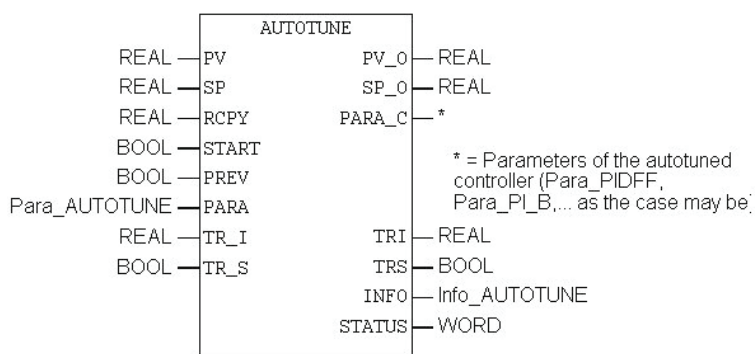 AUTOTUNE
REAL PV PV_O REAL
REAL SP SP_O REAL
REAL RCPY PARA_C *
BOOL START
* = Parameters of the autotuned
BOOL PREV
controller (Para_PIDFF,
Para_AUTOTUNE PARA
Para_PI_B,... as the case may be)
REAL TR_I TRI REAL
BOOL TR_S TRS BOOL
INFO Info_AUTOTUNE
STATUS WORD